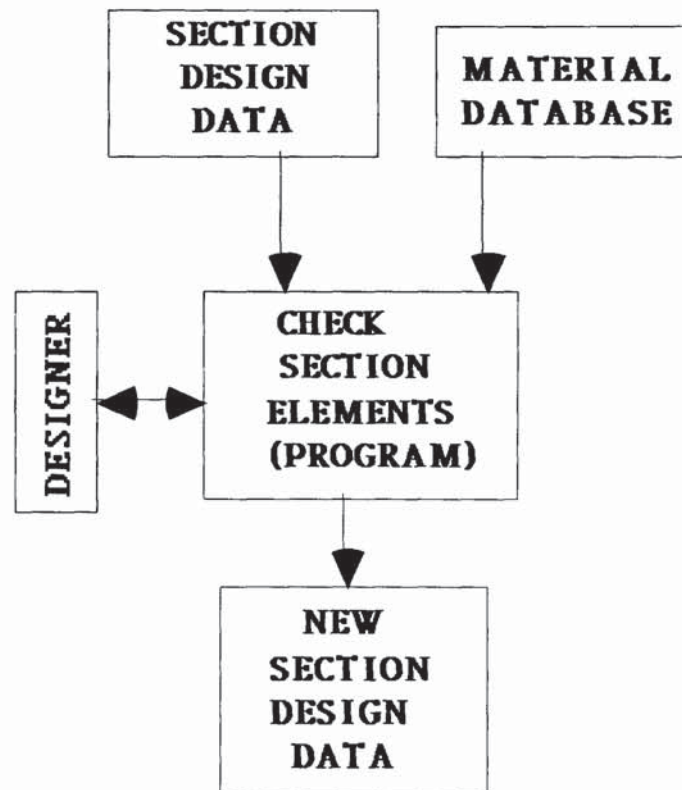 SECTION
DESIGN
DATA
MATERIAL
DATABASE
DESIGNER
CHECK
SECTION
ELEMENTS
(PROGRAM)
NEW
SECTION
DESIGN
DATA